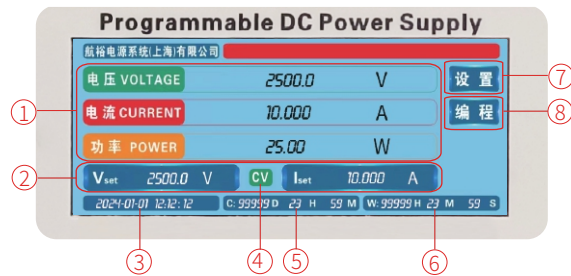 Programmable DC Power Supply
航裕电源系统(上海)有限公司
电压 VOLTAGE 2500.0 V 设置 ⑦
① 电流 CURRENT 10.000 A 编程 ⑧
功率 POWER 25.00 W
② Vset 2500.0 V CV Iset 10.000 A
2024-01-01 12:12:12 C: 99999 D 23 H 59 M W: 99999 H 23 M 59 S
③ ④ ⑤ ⑥